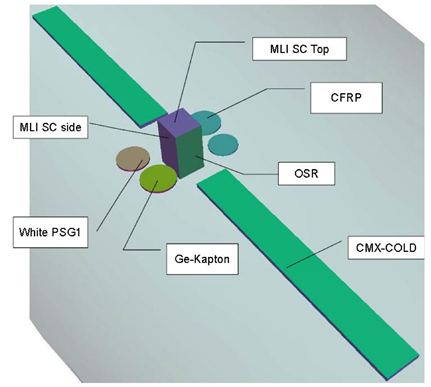 MLI SC Top
CFRP
MLI SC side
OSR
White PSG1
Ge-Kapton
CMX-COLD